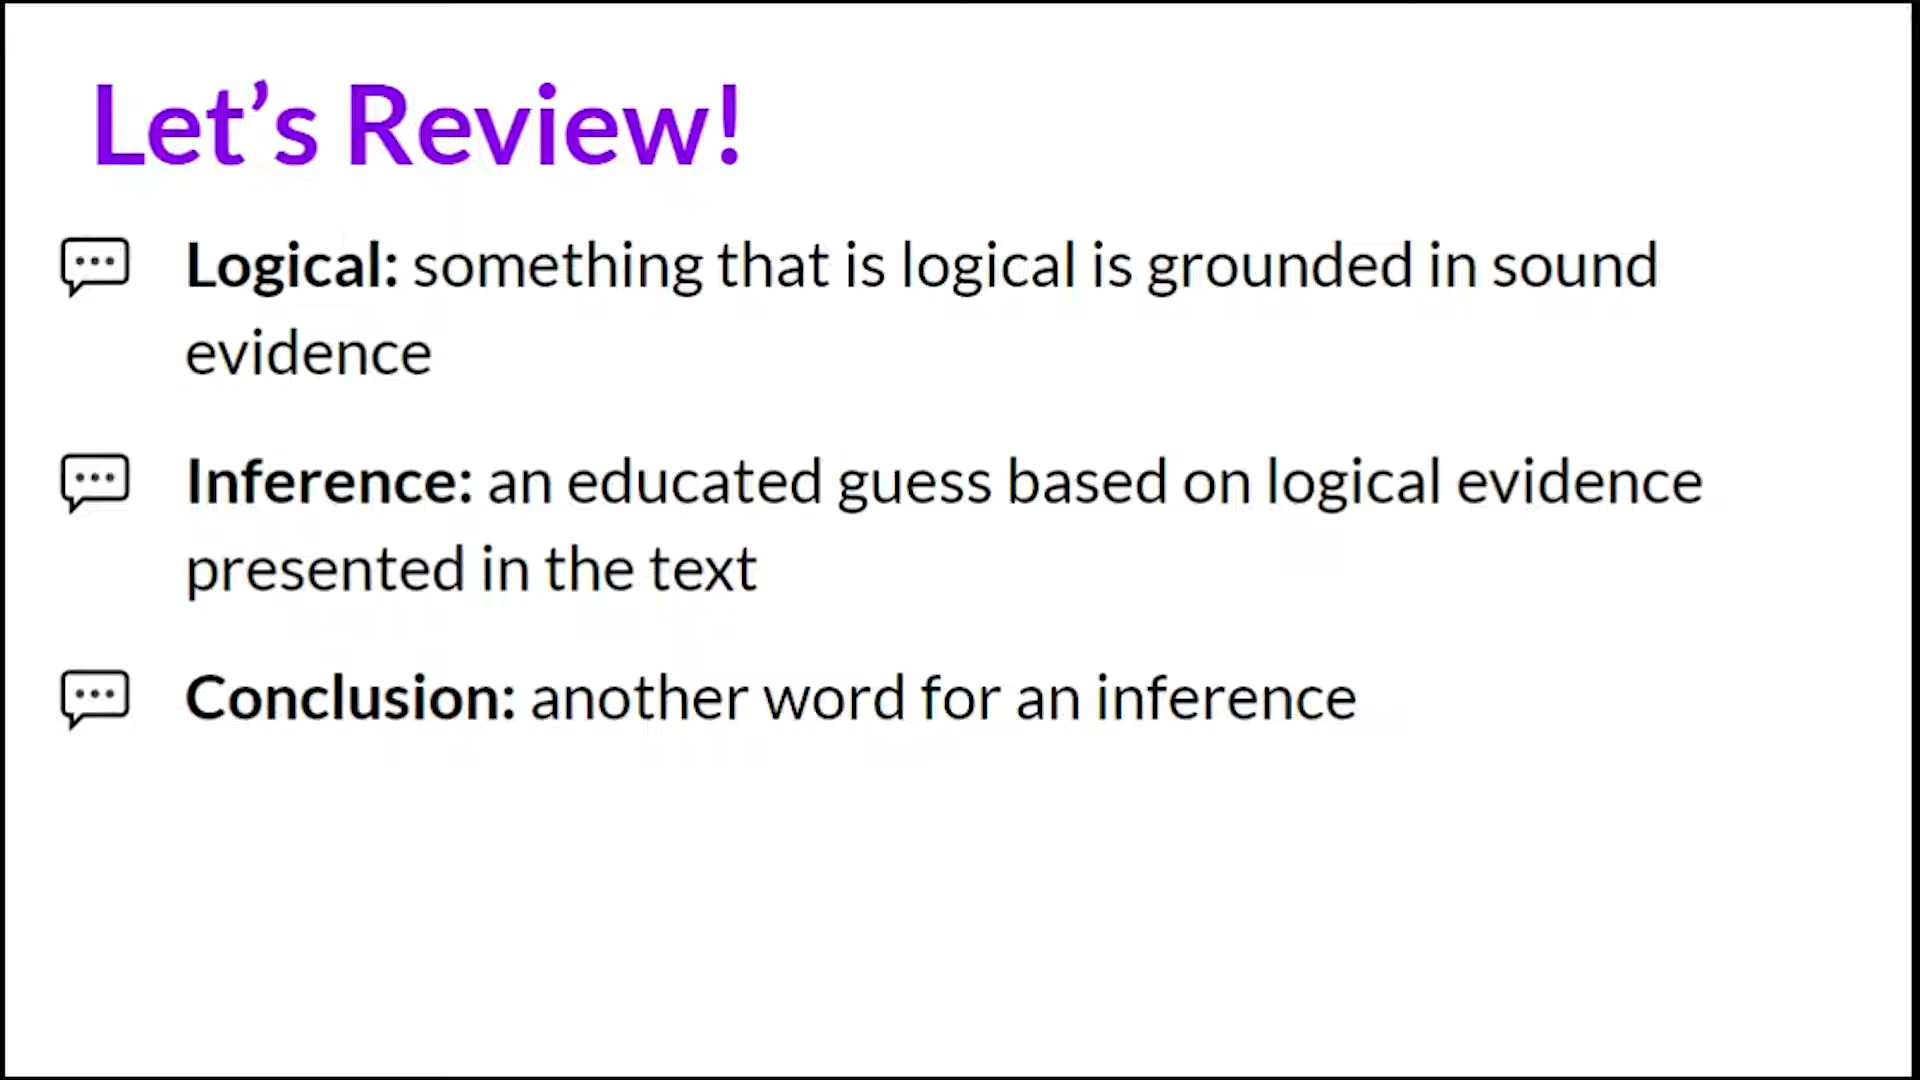 Let’s Review!
Logical: something that is logical is grounded in sound
evidence
Inference: an educated guess based on logical evidence
presented in the text
Conclusion: another word for an inference